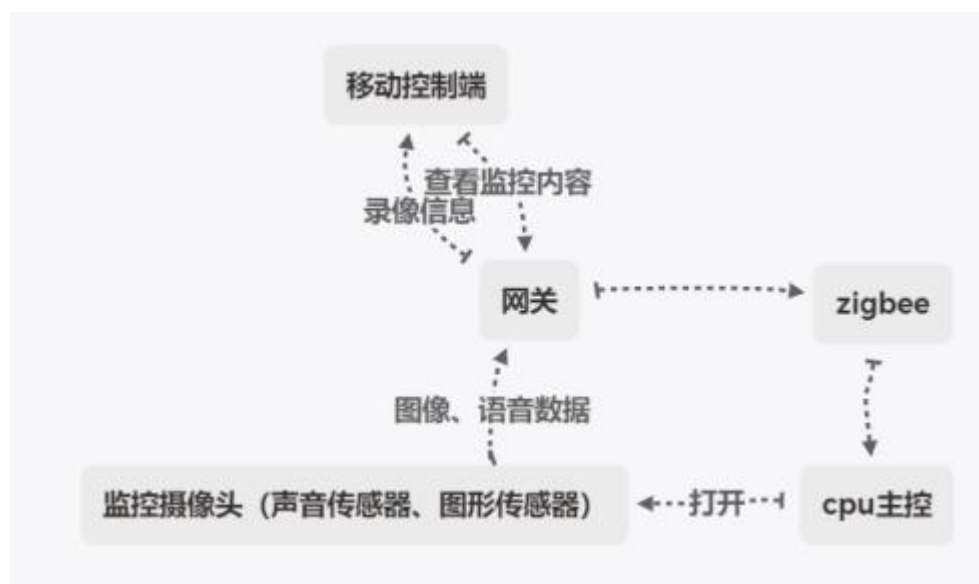 移动控制端
查看监控内容
录像信息
网关
zigbee
图像、语音数据
监控摄像头（声音传感器、图形传感器）
打开
cpu主控